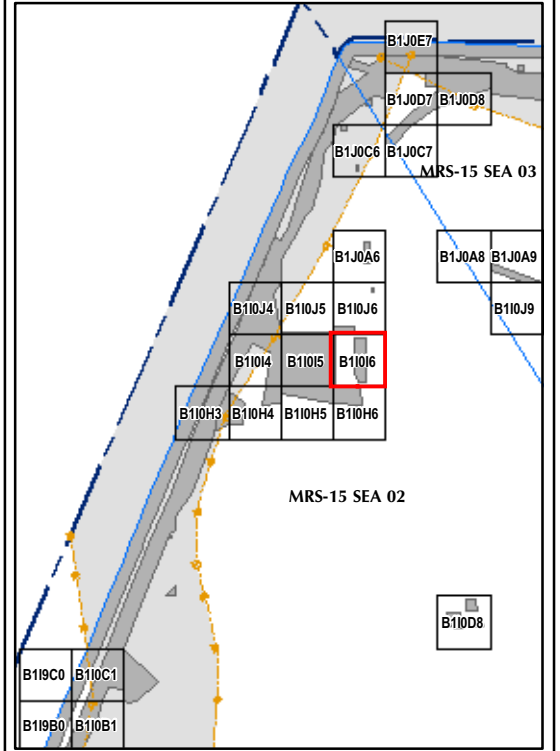 B1J0E7
B1J0D7 B1J0D8
B1J0C6 B1J0C7
MRS-15 SEA 03
B1J0A6 B1J0A8 B1J0A9
B1I0J4 B1I0J5 B1I0J6 B1I0J9
B1I0I4 B1I0I5 B1I0I6
B1I0H3 B1I0H4 B1I0H5 B1I0H6
MRS-15 SEA 02
B1I0D8
B1I9C0 B1I0C1
B1I9B0 B1I0B1